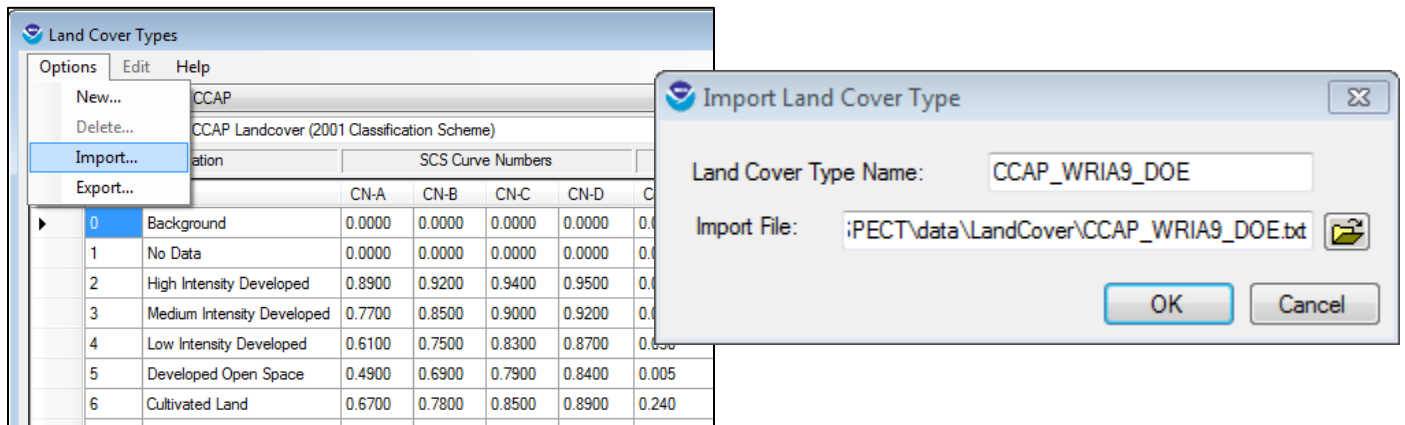 Land Cover Types
Options Edit Help
New... CCAP
Delete... CCAP Landcover (2001 Classification Scheme)
Import... ation SCS Curve Numbers
Export... CN-A CN-B CN-C CN-D C
0 Background 0.0000 0.0000 0.0000 0.0000
1 No Data 0.0000 0.0000 0.0000 0.0000
2 High Intensity Developed 0.8900 0.9200 0.9400 0.9500
3 Medium Intensity Developed 0.7700 0.8500 0.9000 0.9200
4 Low Intensity Developed 0.6100 0.7500 0.8300 0.8700
5 Developed Open Space 0.4900 0.6900 0.7900 0.8400 0.005
6 Cultivated Land 0.6700 0.7800 0.8500 0.8900 0.240
Import Land Cover Type
Land Cover Type Name: CCAP_WRIA9_DOE
Import File: PECT\data\LandCover\CCAP_WRIA9_DOE.txt
OK Cancel